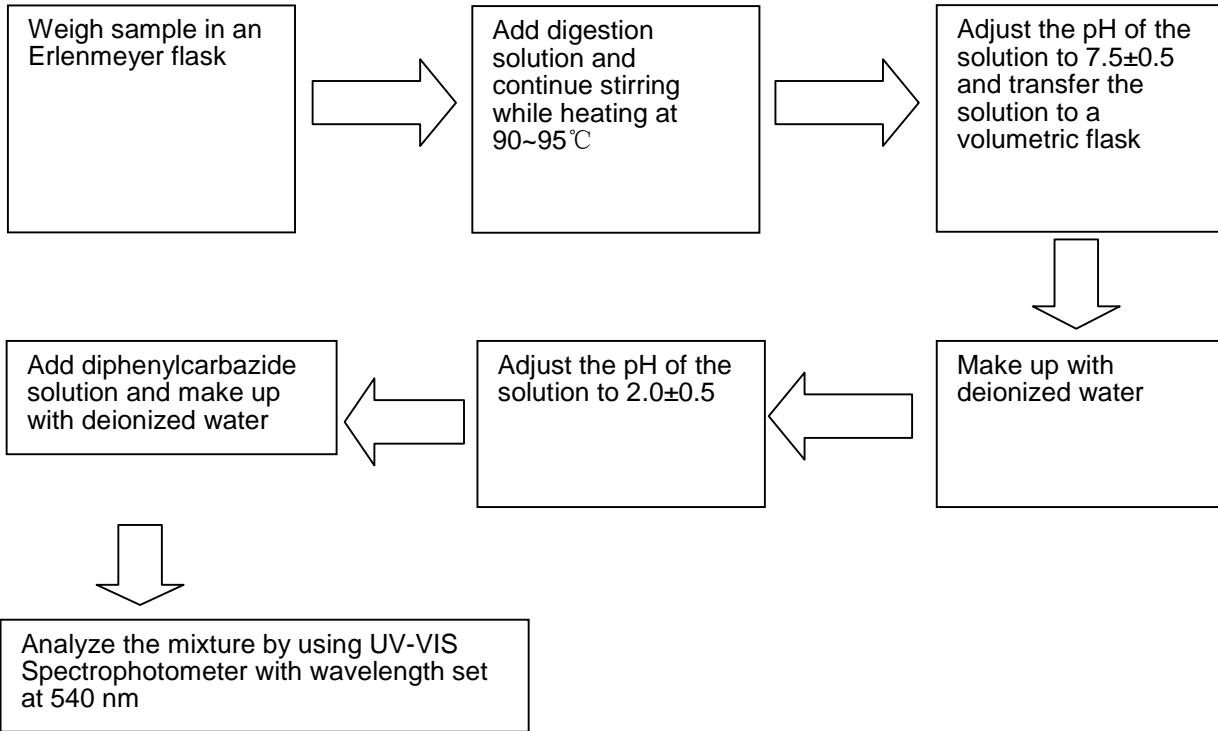 Weigh sample in an
Erlenmeyer flask
Add digestion
solution and
continue stirring
while heating at
90~95℃
Adjust the pH of the
solution to 7.5±0.5
and transfer the
solution to a
volumetric flask
Make up with
deionized water
Adjust the pH of the
solution to 2.0±0.5
Add diphenylcarbazide
solution and make up
with deionized water
Analyze the mixture by using UV-VIS
Spectrophotometer with wavelength set
at 540 nm